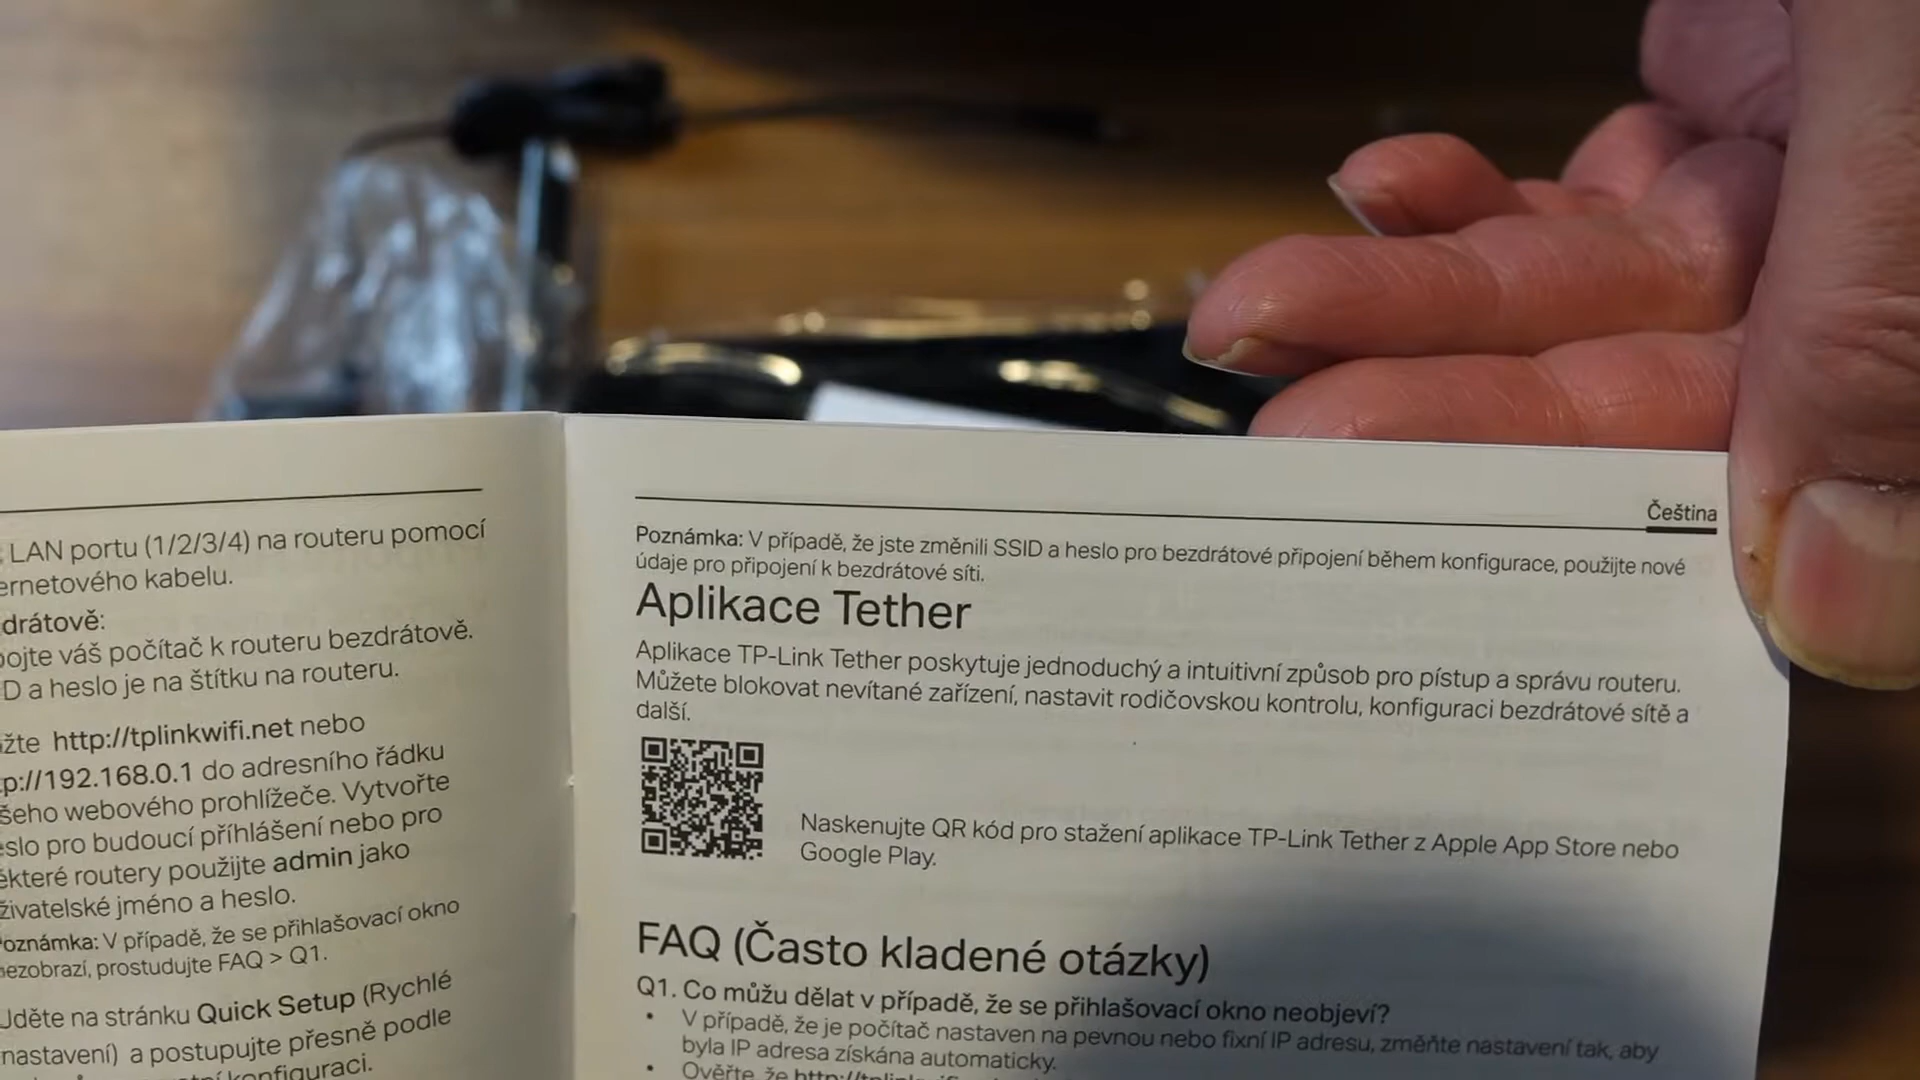 LAN portu (1/2/3/4) na routeru pomocí
ernetového kabelu.
drátově:
ojte váš počítač k routeru bezdrátově.
D a heslo je na štítku na routeru.
žte http://tplinkwifi.net nebo
p://192.168.0.1 do adresního řádku
šeho webového prohlížeče. Vytvořte
eslo pro budoucí příhlášení nebo pro
ěkteré routery použijte admin jako
živatelské jméno a heslo.
oznámka: V případě, že se přihlašovací okno
nezobrazí, prostudujte FAQ > Q1.
Jděte na stránku Quick Setup (Rychlé
nastavení) a postupujte přesně podle
konfiguraci.
Čeština
Poznámka: V případě, že jste změnili SSID a heslo pro bezdrátové připojení během konfigurace, použijte nové
údaje pro připojení k bezdrátové síti.
Aplikace Tether
Aplikace TP-Link Tether poskytuje jednoduchý a intuitivní způsob pro pístup a správu routeru.
Můžete blokovat nevítané zařízení, nastavit rodičovskou kontrolu, konfiguraci bezdrátové sítě a
další.
Naskenujte QR kód pro stažení aplikace TP-Link Tether z Apple App Store nebo
Google Play.
FAQ (Často kladené otázky)
Q1. Co můžu dělat v případě, že se přihlašovací okno neobjeví?
• V případě, že je počítač nastaven na pevnou nebo fixní IP adresu, změňte nastavení tak, aby
byla IP adresa získána automaticky.
• Ověřte, že